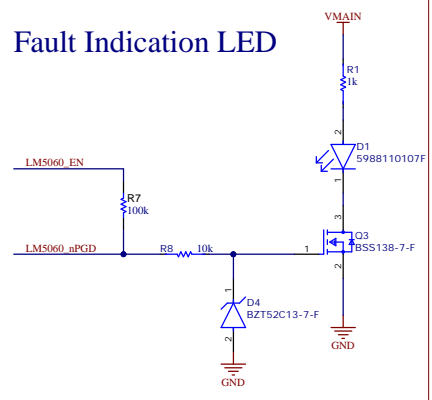 VMAIN
Fault Indication LED
R1
1k
2
D1
5988110107F
1
LM5060_EN
R7
100k
3
Q3
BSS138-7-F
LM5060_nPGD
R8
10k
1
2
1
D4
BZT52C13-7-F
2
GND
GND